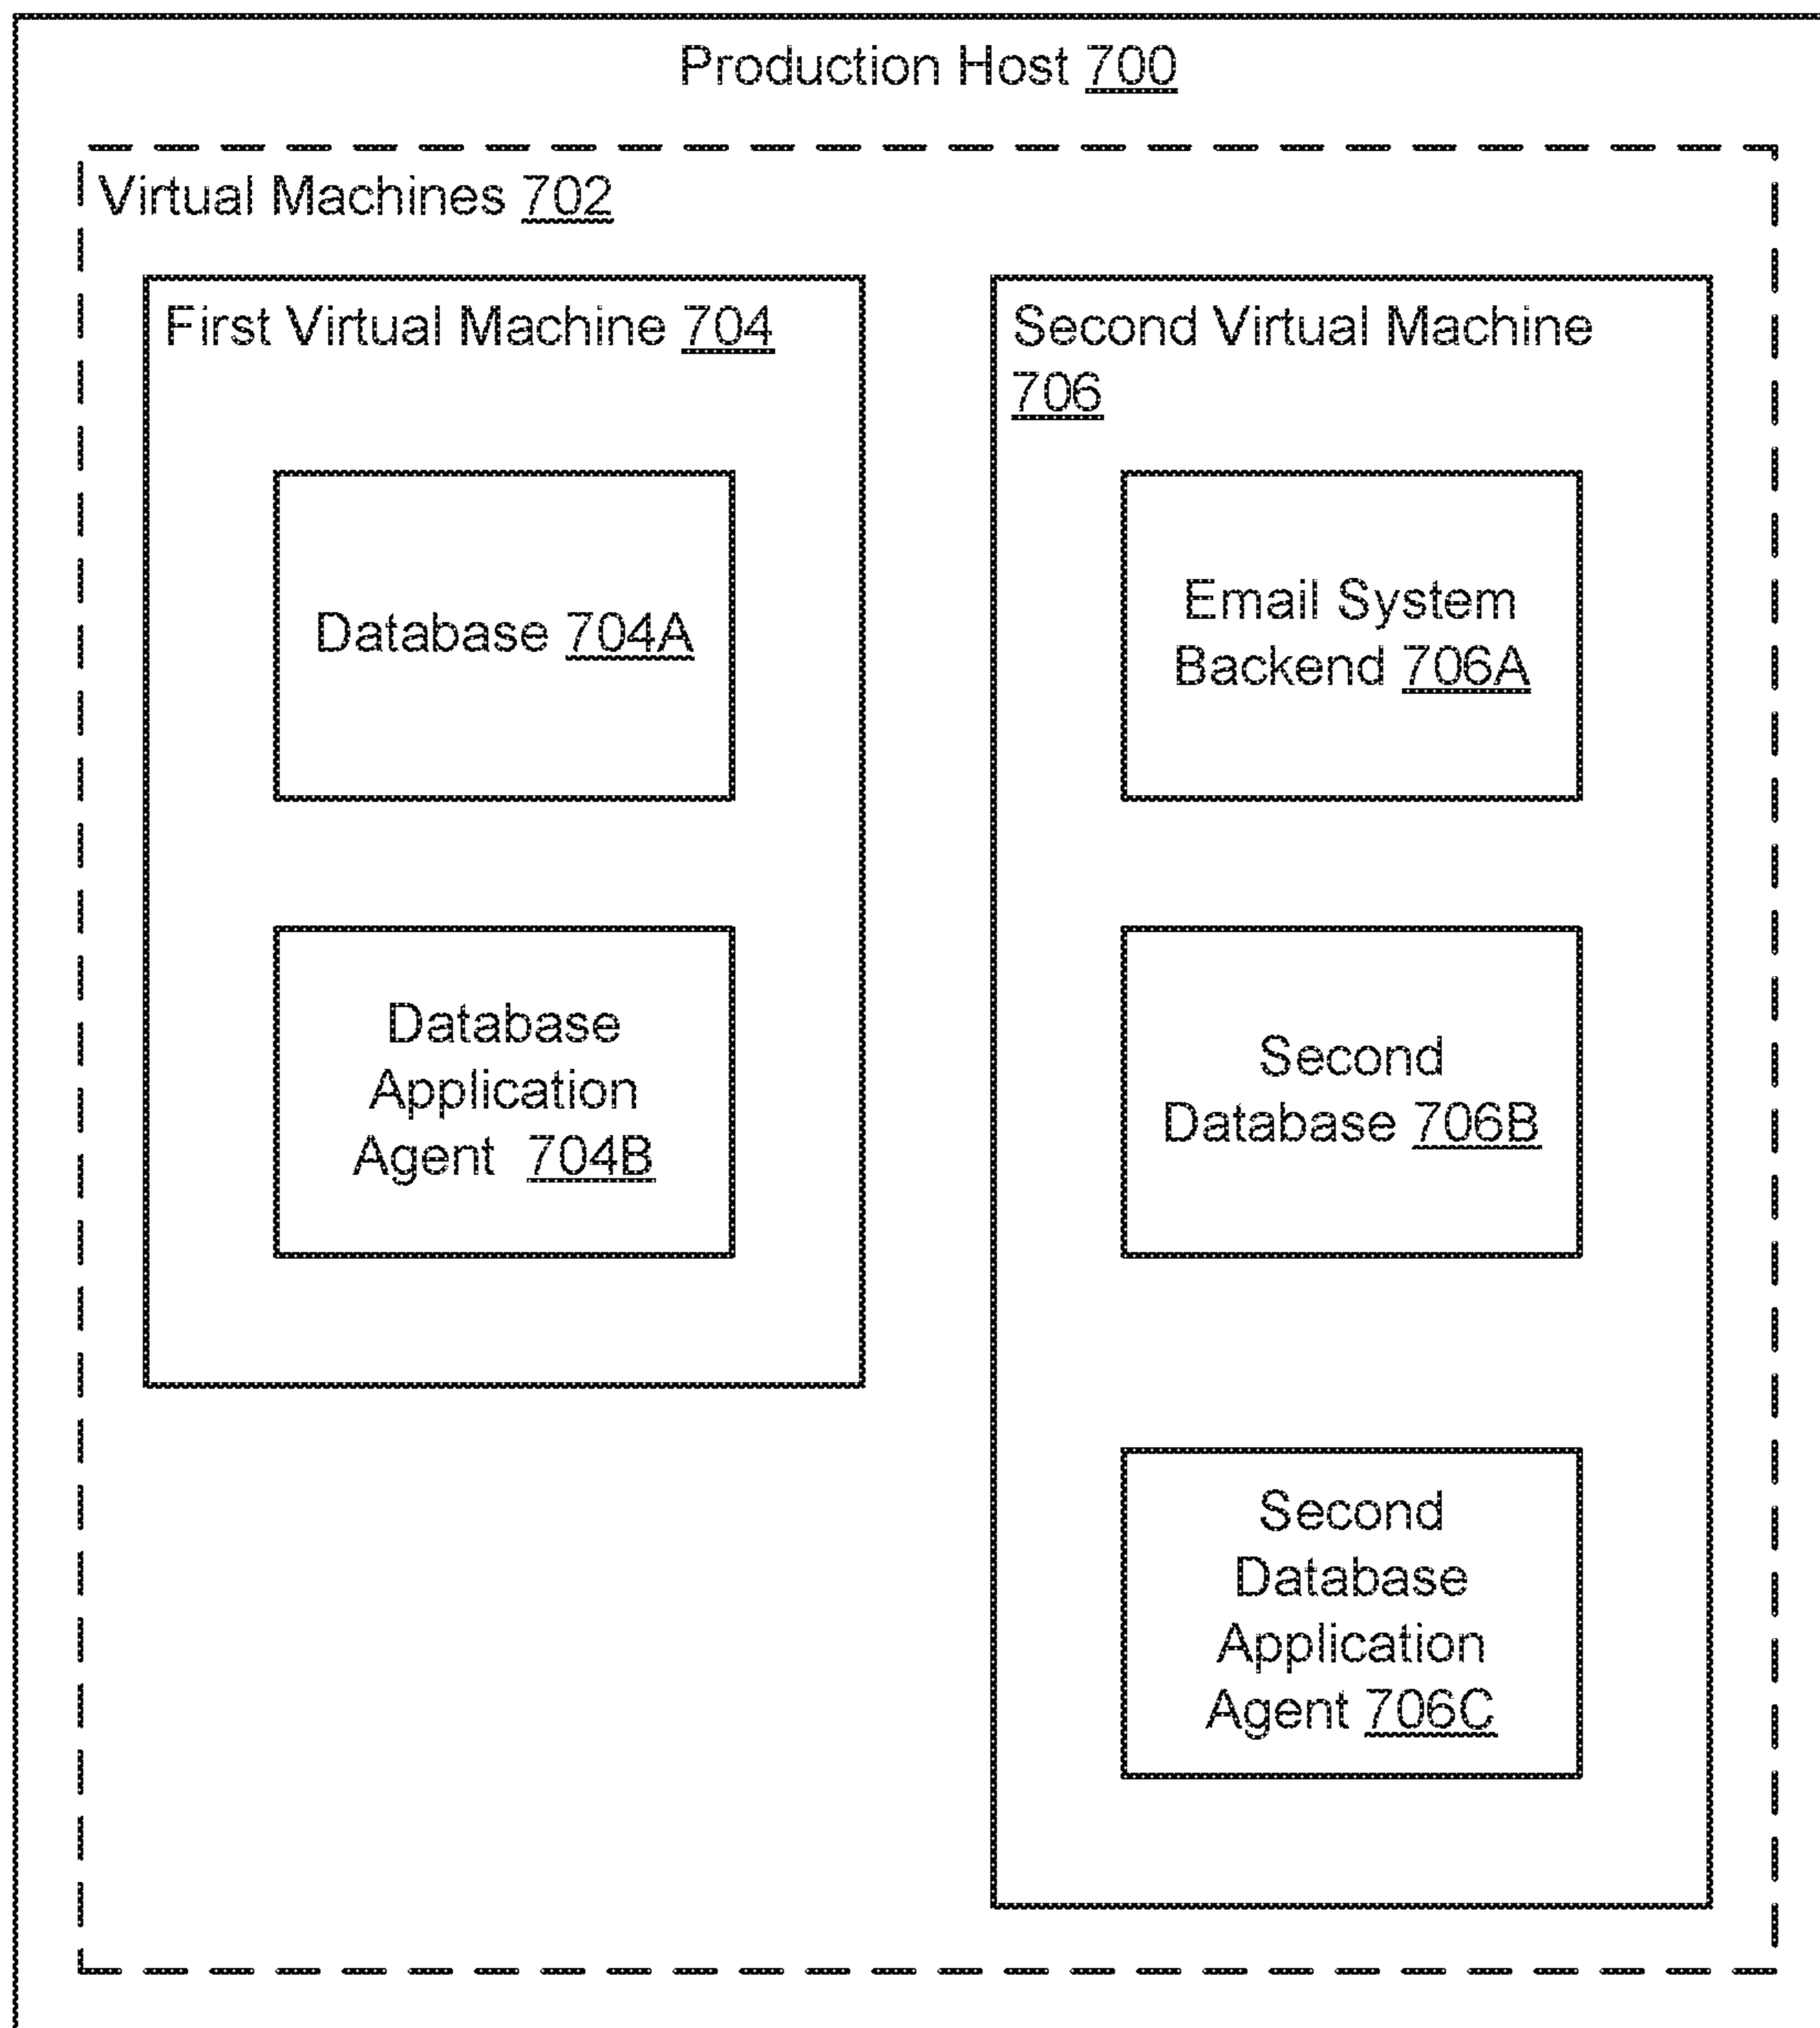 Production Host 700
Virtual Machines 702
First Virtual Machine 704
Database 704A
Database
Application
Agent 704B
Second Virtual Machine
706
Email System
Backend 706A
Second
Database 706B
Second
Database
Application
Agent 706C